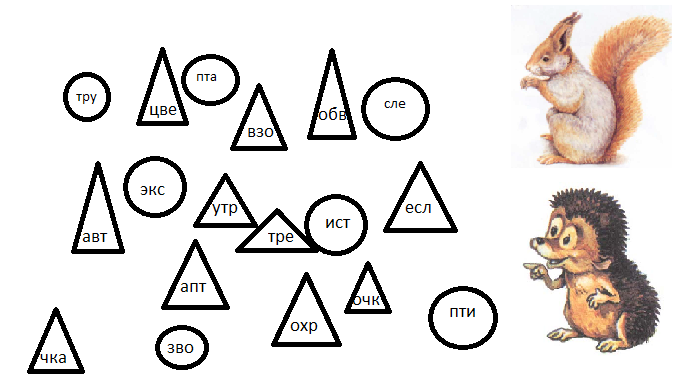 тру
цве
пта
взо
обв
сле
авт
экс
утр
тре
ист
есл
апт
охр
очк
пти
чка
зво